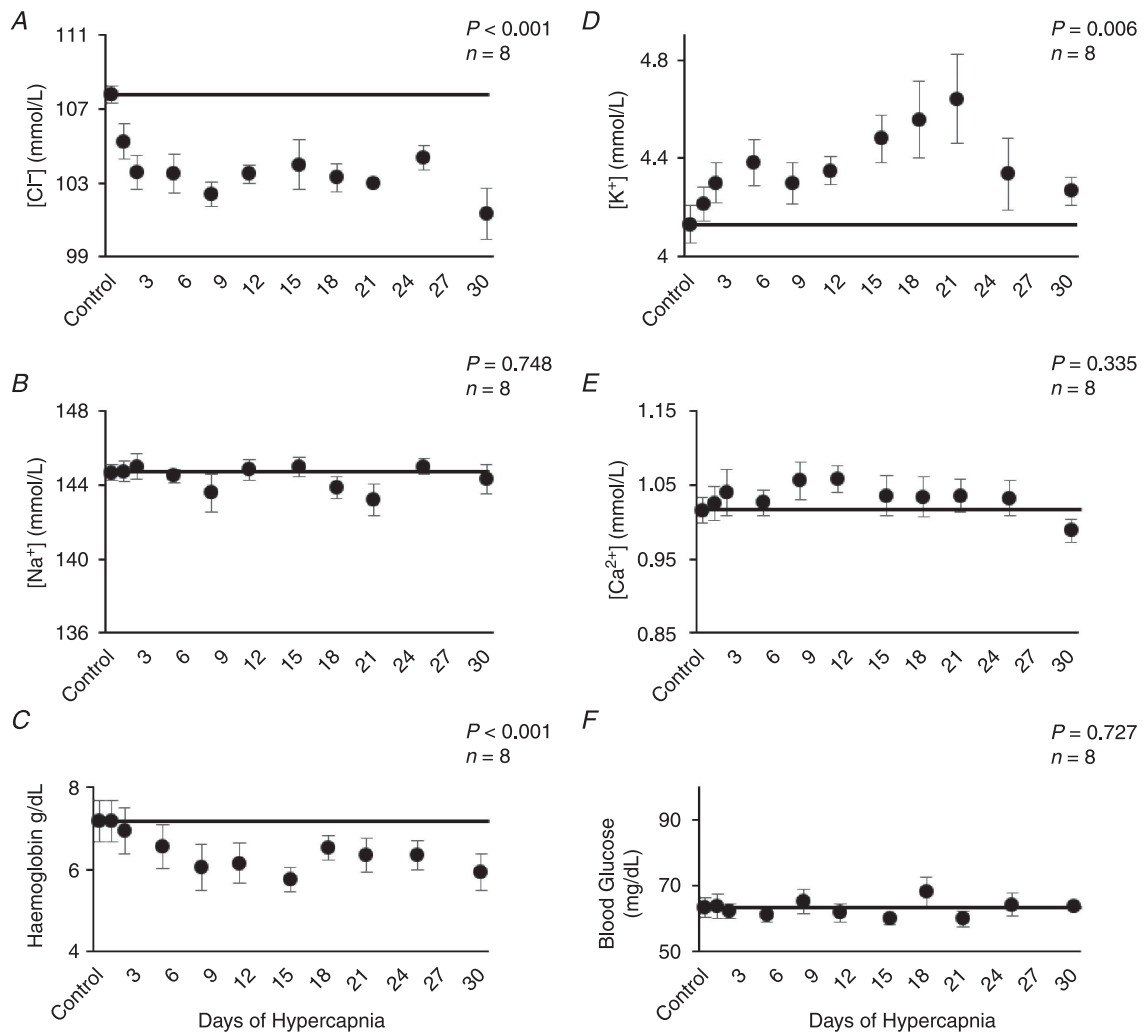 A
P < 0.001
n = 8
[Cl⁻] (mmol/L)
111
107
103
99
Control 3 6 9 12 15 18 21 24 27 30
D
P = 0.006
n = 8
[K⁺] (mmol/L)
4.8
4.4
4
Control 3 6 9 12 15 18 21 24 27 30
B
P = 0.748
n = 8
[Na⁺] (mmol/L)
148
144
140
136
Control 3 6 9 12 15 18 21 24 27 30
E
P = 0.335
n = 8
[Ca²⁺] (mmol/L)
1.15
1.05
0.95
0.85
Control 3 6 9 12 15 18 21 24 27 30
C
P < 0.001
n = 8
Haemoglobin g/dL
8
6
4
Control 3 6 9 12 15 18 21 24 27 30
Days of Hypercapnia
F
P = 0.727
n = 8
Blood Glucose
(mg/dL)
90
70
50
Control 3 6 9 12 15 18 21 24 27 30
Days of Hypercapnia